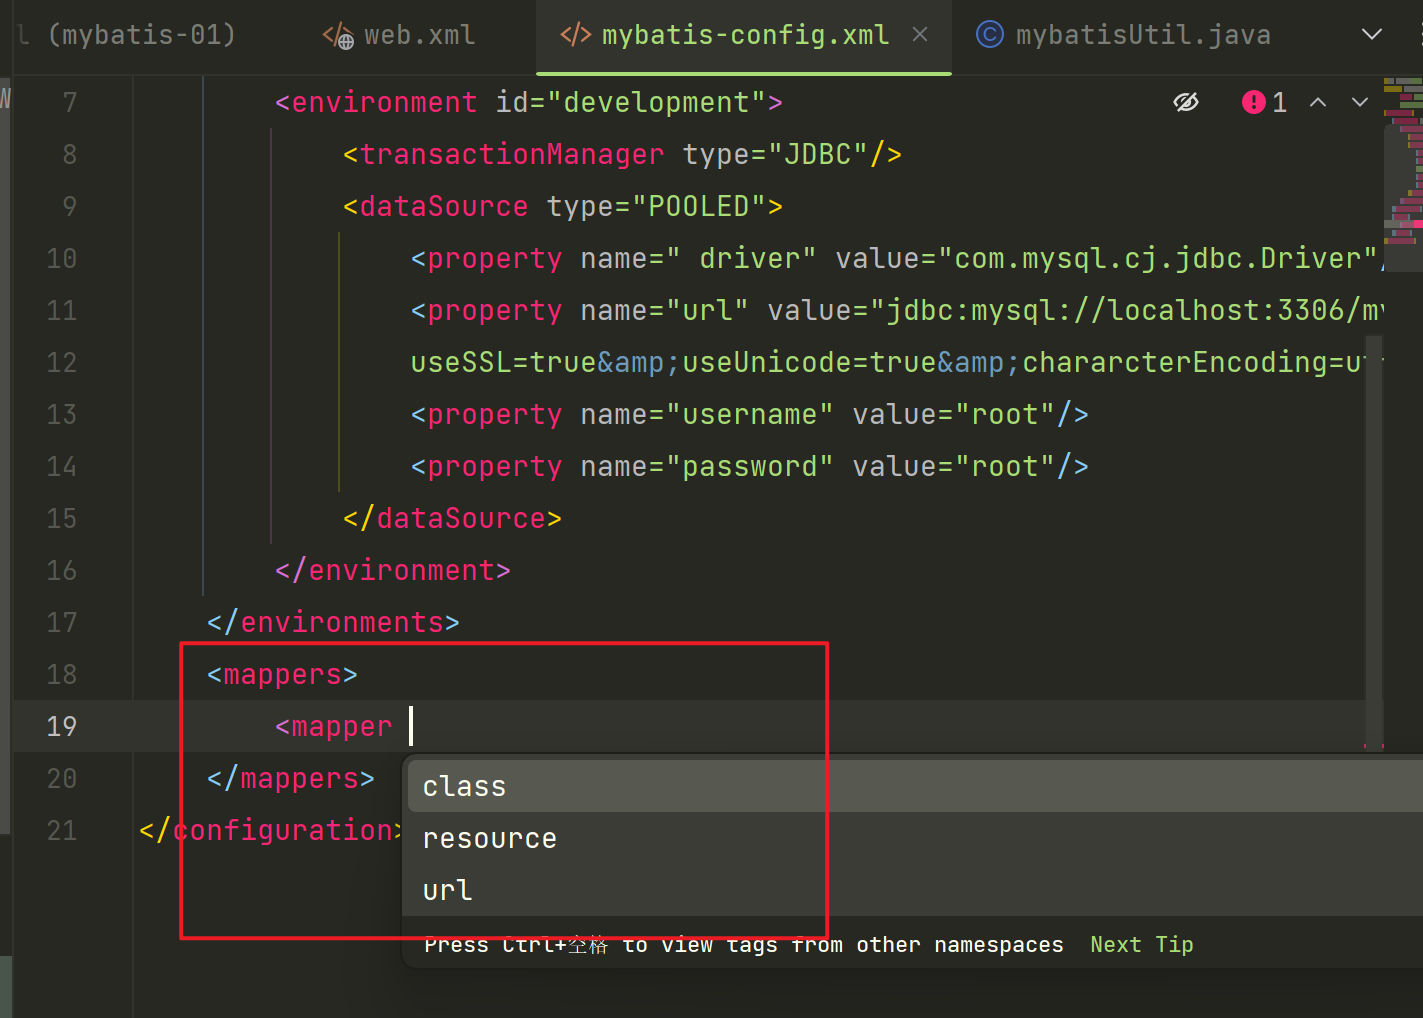 (mybatis-01) web.xml mybatis-config.xml mybatisUtil.java
7 <environment id="development"> 1
8 <transactionManager type="JDBC"/>
9 <dataSource type="POOLED">
10 <property name=" driver" value="com.mysql.cj.jdbc.Driver"/
11 <property name="url" value="jdbc:mysql://localhost:3306/my
12 useSSL=true&amp;useUnicode=true&amp;chararcterEncoding=ut
13 <property name="username" value="root"/>
14 <property name="password" value="root"/>
15 </dataSource>
16 </environment>
17 </environments>
18 <mappers>
19 <mapper
20 </mappers>
21 </configuration>
class
resource
url
Press Ctrl+空格 to view tags from other namespaces Next Tip